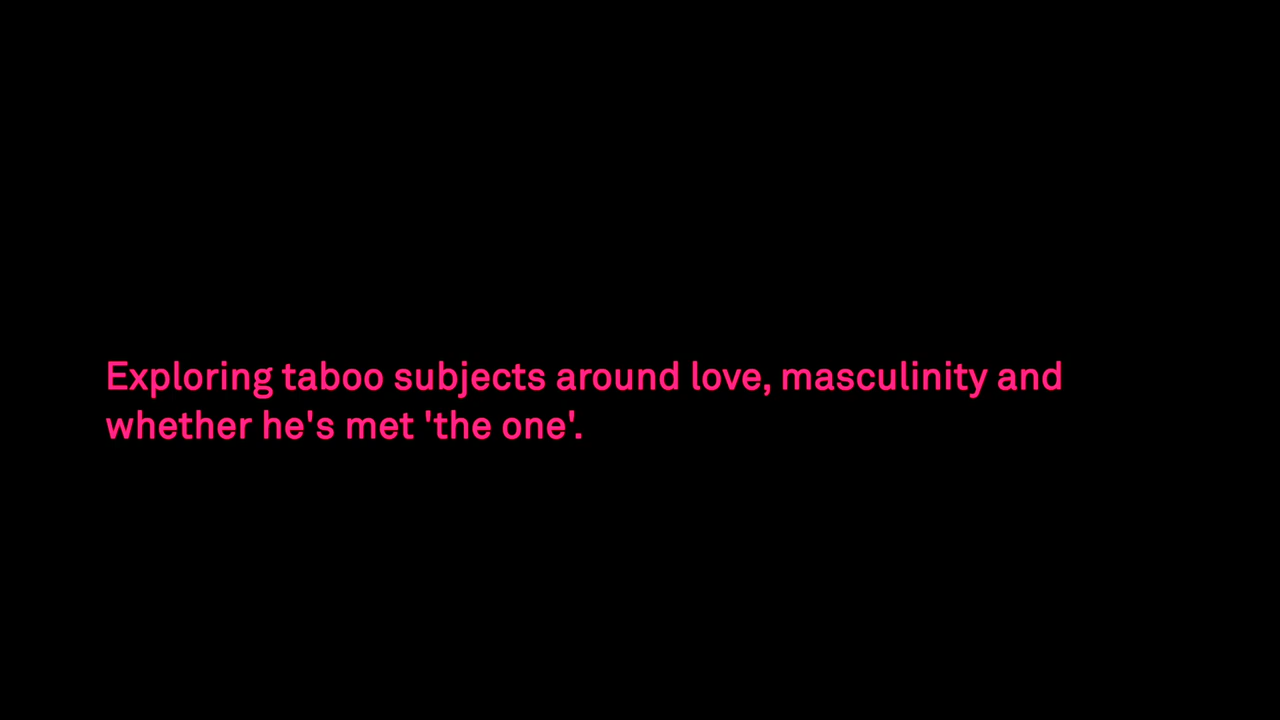 Exploring taboo subjects around love, masculinity and
whether he's met 'the one'.